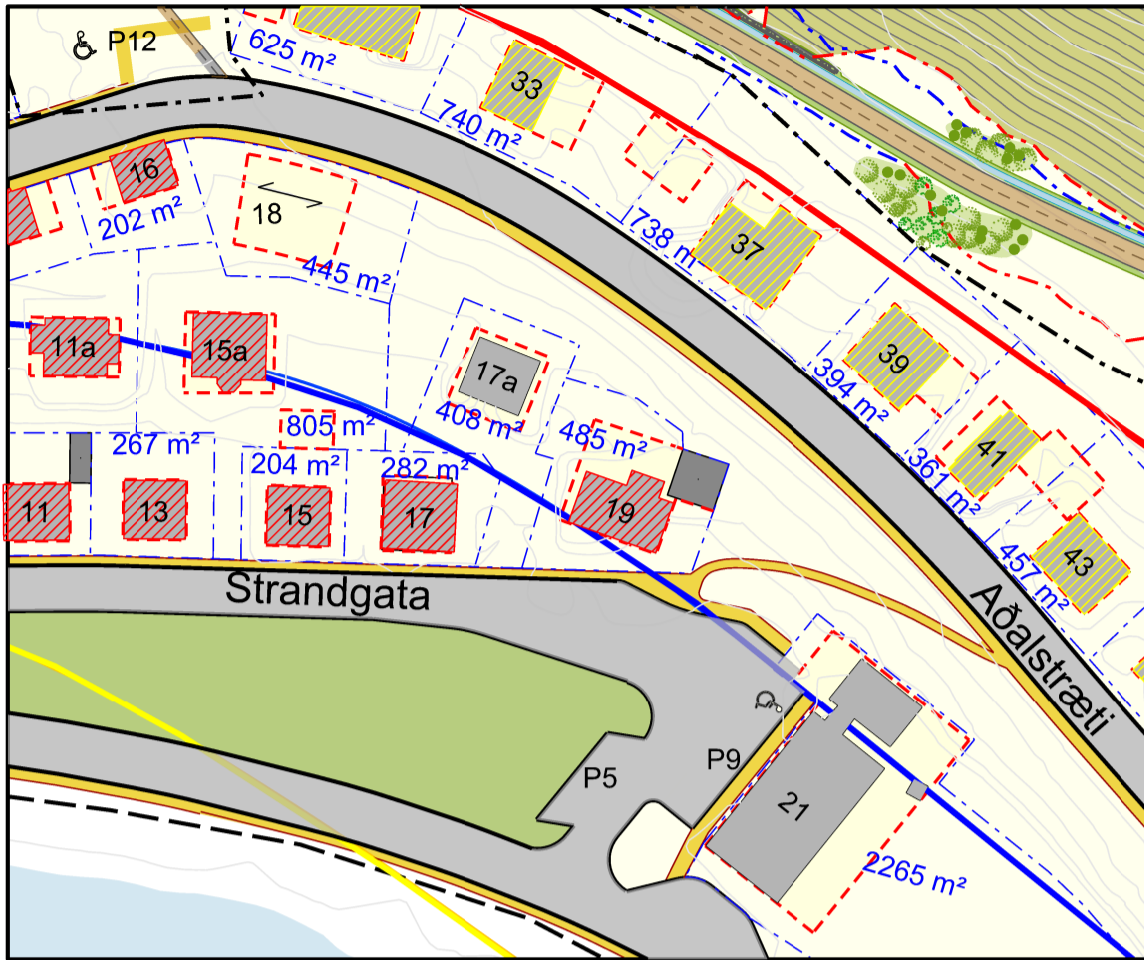 P12
625 m²
33
740 m²
16
202 m²
18
738 m
37
445 m²
11a
15a
17a
39
394 m²
408 m²
805 m²
485 m²
267 m²
204 m²
282 m²
41
361 m²
11
13
15
17
19
43
457 m²
Strandgata
Aðalstræti
P9
P5
21
2265 m²